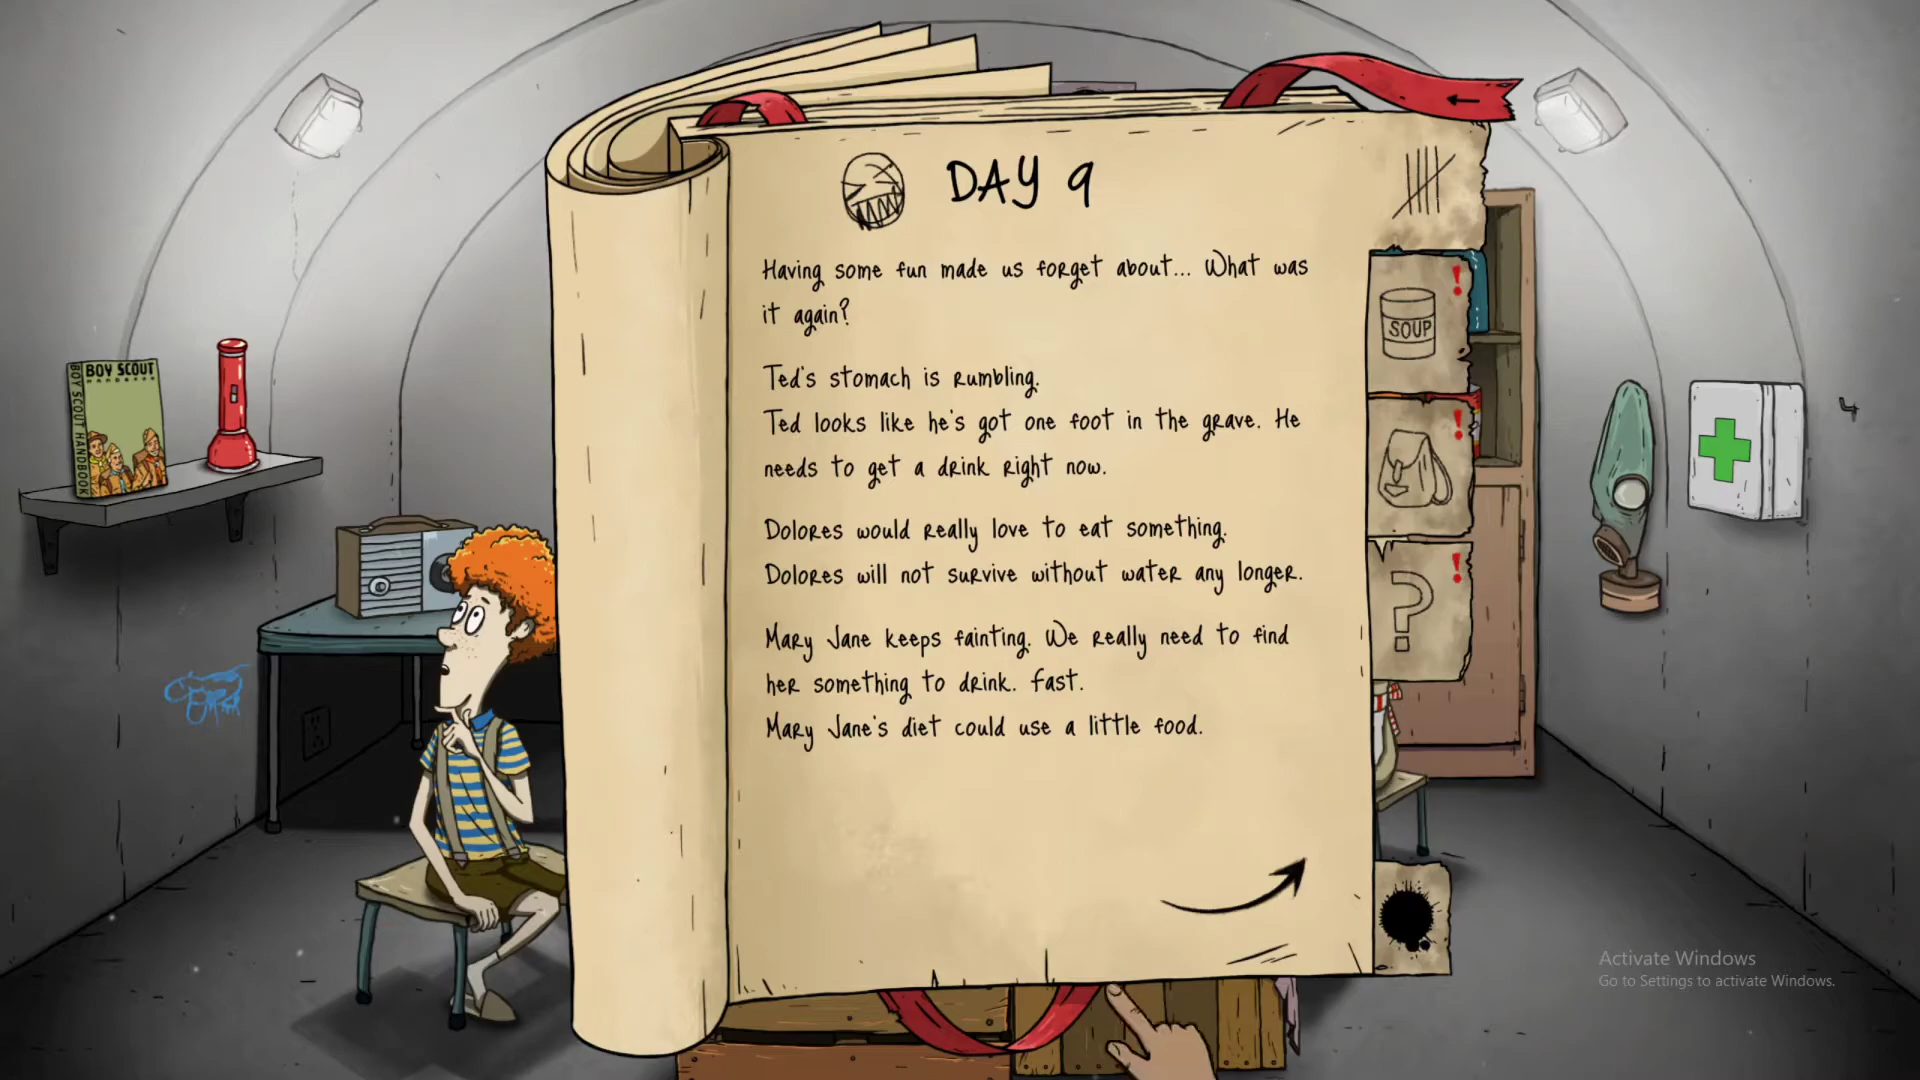 DAY 9
Having some fun made us forget about... What was
it again?
Ted's stomach is rumbling.
Ted looks like he's got one foot in the grave. He
needs to get a drink right now.
Dolores would really love to eat something.
Dolores will not survive without water any longer.
Mary Jane keeps fainting. We really need to find
her something to drink. Fast.
Mary Jane's diet could use a little food.
!
SOUP
!
!
?
BOY SCOUT
HANDBOOK
BOY SCOUT HANDBOOK
Activate Windows
Go to Settings to activate Windows.